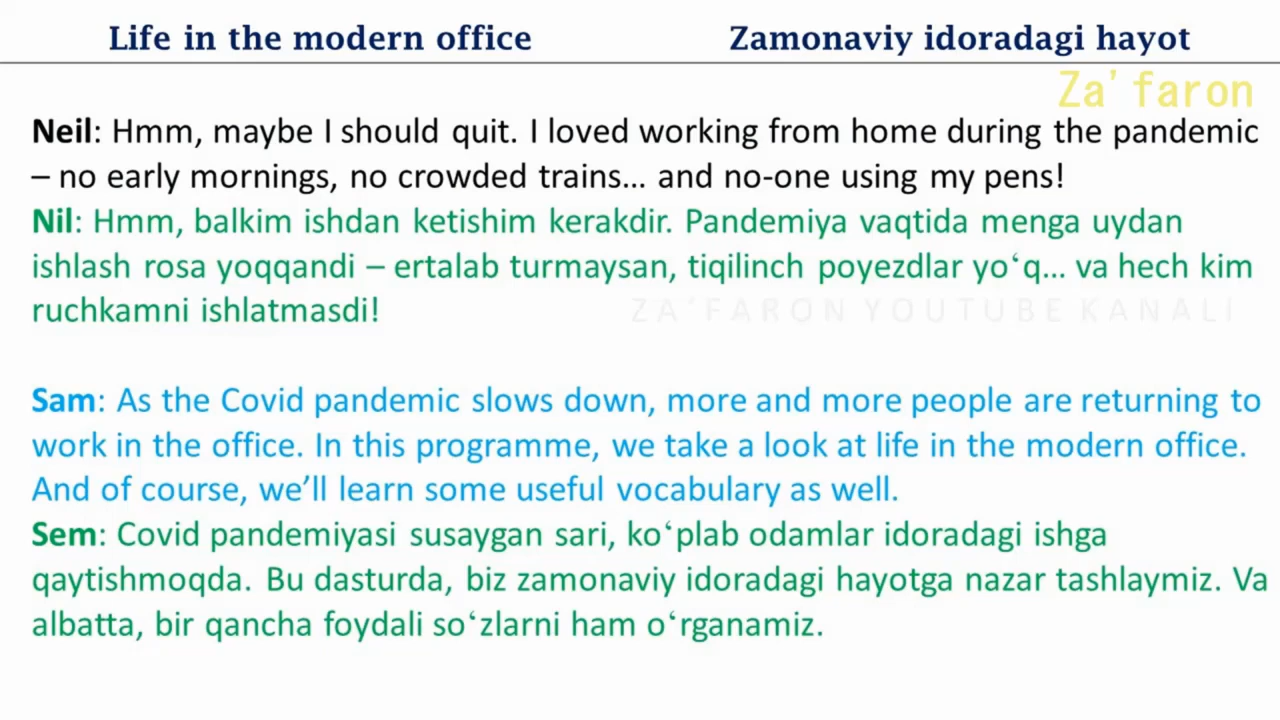 Life in the modern office
Zamonaviy idoradagi hayot
Za'faron
Neil: Hmm, maybe I should quit. I loved working from home during the pandemic
– no early mornings, no crowded trains… and no-one using my pens!
Nil: Hmm, balkim ishdan ketishim kerakdir. Pandemiya vaqtida menga uydan
ishlash rosa yoqqandi – ertalab turmaysan, tiqilinch poyezdlar yoʻq… va hech kim
ruchkamni ishlatmasdi!
ZA'FARON YOUTUBE KANALI
Sam: As the Covid pandemic slows down, more and more people are returning to
work in the office. In this programme, we take a look at life in the modern office.
And of course, we’ll learn some useful vocabulary as well.
Sem: Covid pandemiyasi susaygan sari, koʻplab odamlar idoradagi ishga
qaytishmoqda. Bu dasturda, biz zamonaviy idoradagi hayotga nazar tashlaymiz. Va
albatta, bir qancha foydali soʻzlarni ham oʻrganamiz.